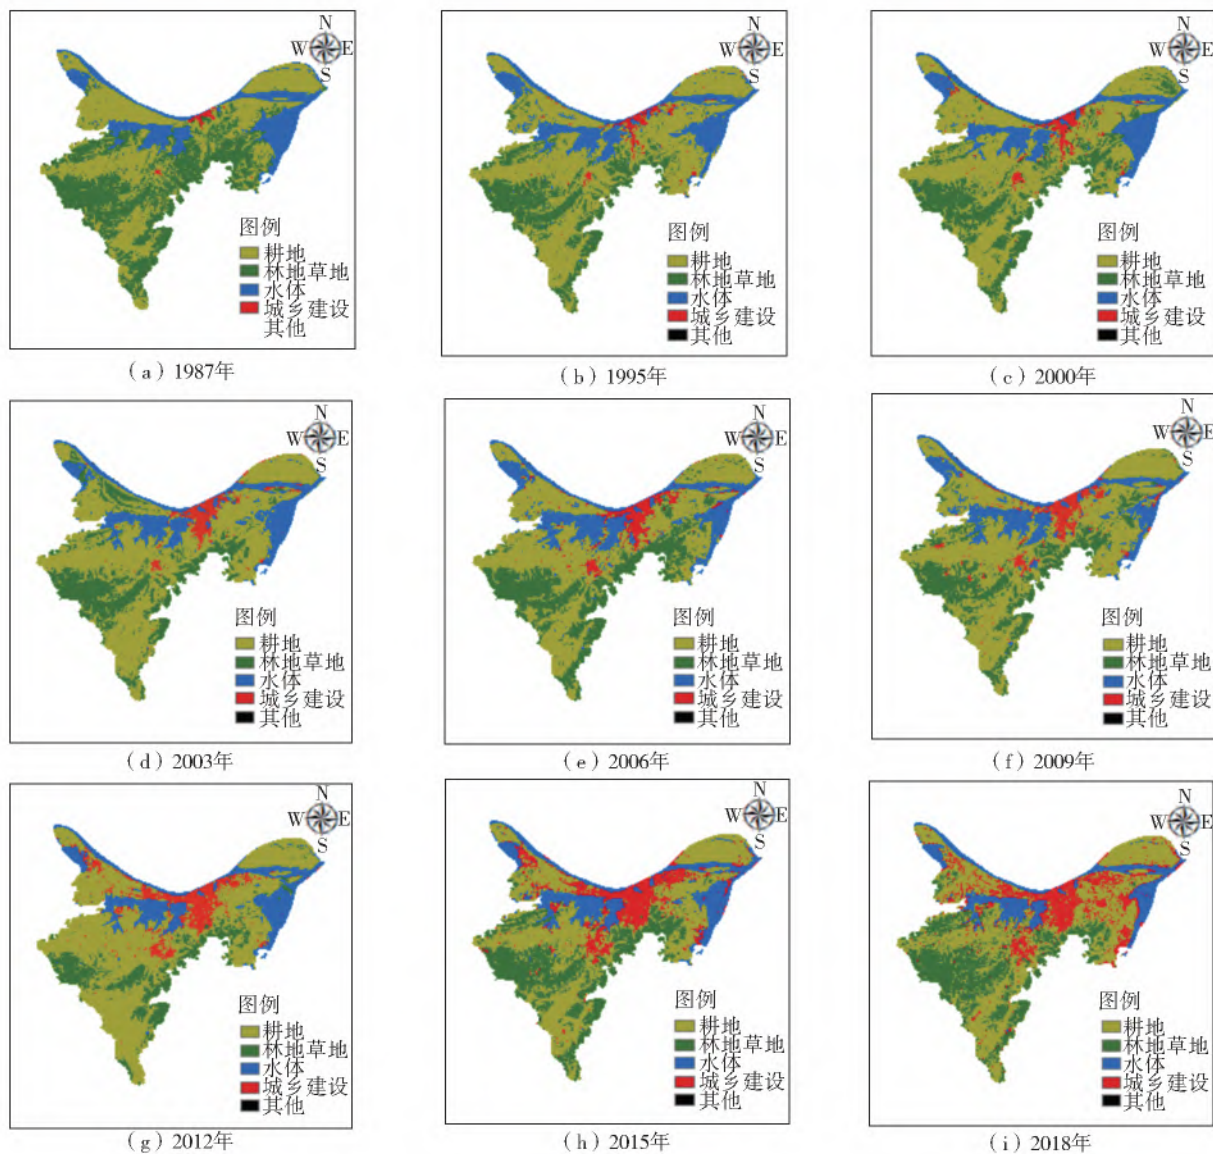 N
W E
S
图例
耕地
林地草地
水体
城乡建设
其他
(a)1987年
N
W E
S
图例
耕地
林地草地
水体
城乡建设
其他
(b)1995年
N
W E
S
图例
耕地
林地草地
水体
城乡建设
其他
(c)2000年
N
W E
S
图例
耕地
林地草地
水体
城乡建设
其他
(d)2003年
N
W E
S
图例
耕地
林地草地
水体
城乡建设
其他
(e)2006年
N
W E
S
图例
耕地
林地草地
水体
城乡建设
其他
(f)2009年
N
W E
S
图例
耕地
林地草地
水体
城乡建设
其他
(g)2012年
N
W E
S
图例
耕地
林地草地
水体
城乡建设
其他
(h)2015年
N
W E
S
图例
耕地
林地草地
水体
城乡建设
其他
(i)2018年